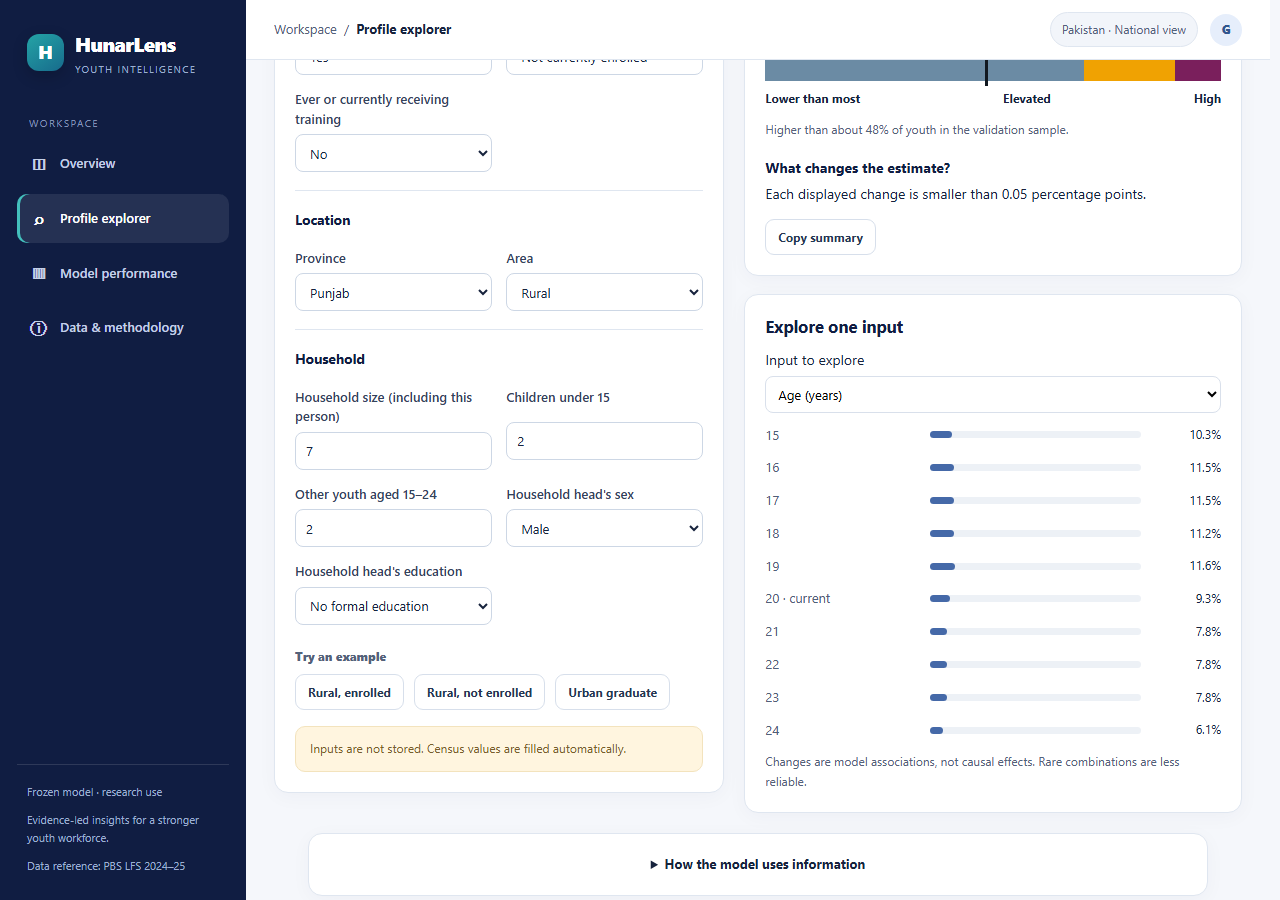 H
HunarLens
YOUTH INTELLIGENCE
WORKSPACE
Overview
Profile explorer
Model performance
Data & methodology
Frozen model · research use
Evidence-led insights for a stronger
youth workforce.
Data reference: PBS LFS 2024–25
Workspace / Profile explorer
Pakistan · National view
G
Yes
Not currently enrolled
Ever or currently receiving
training
No
Location
Province
Area
Punjab
Rural
Household
Household size (including this
person)
Children under 15
7
2
Other youth aged 15–24
Household head's sex
2
Male
Household head's education
No formal education
Try an example
Rural, enrolled
Rural, not enrolled
Urban graduate
Inputs are not stored. Census values are filled automatically.
Lower than most
Elevated
High
Higher than about 48% of youth in the validation sample.
What changes the estimate?
Each displayed change is smaller than 0.05 percentage points.
Copy summary
Explore one input
Input to explore
Age (years)
15 10.3%
16 11.5%
17 11.5%
18 11.2%
19 11.6%
20 · current 9.3%
21 7.8%
22 7.8%
23 7.8%
24 6.1%
Changes are model associations, not causal effects. Rare combinations are less
reliable.
How the model uses information